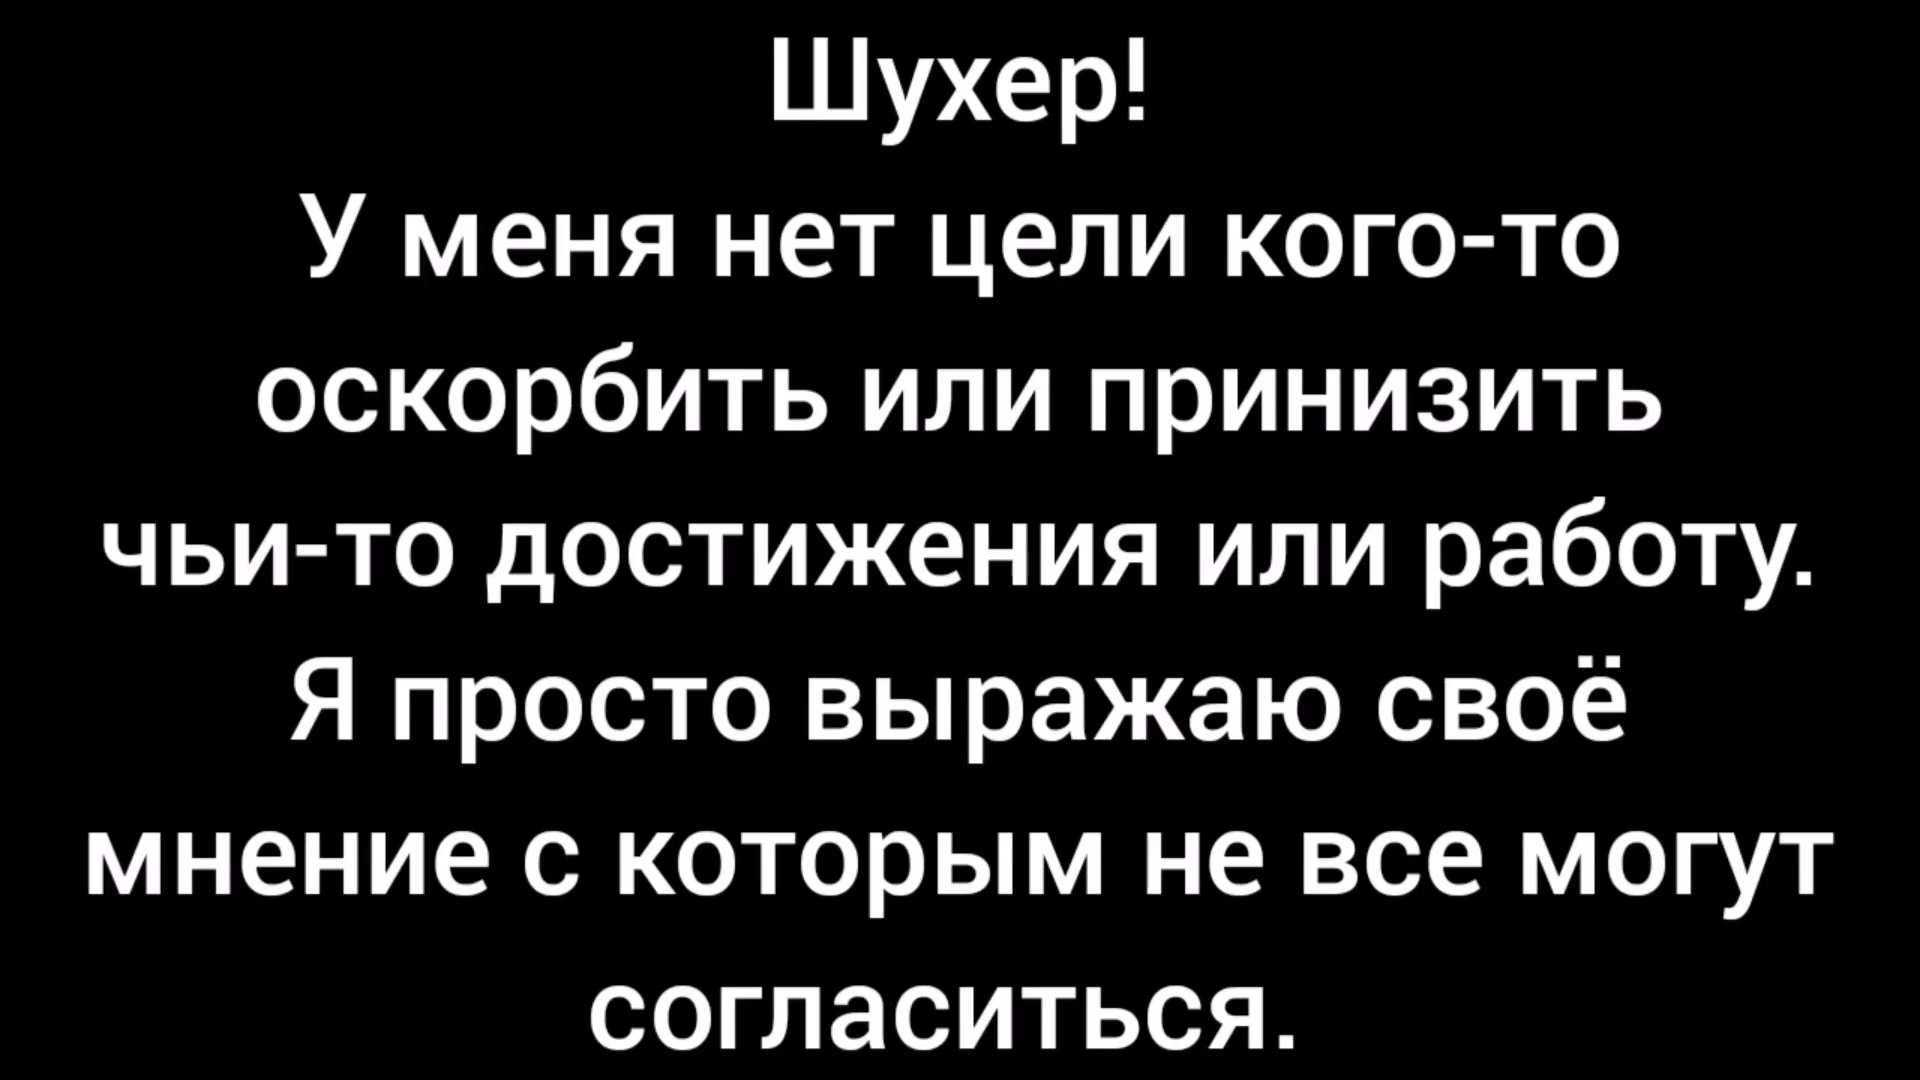 Шухер!
У меня нет цели кого-то
оскорбить или принизить
чьи-то достижения или работу.
Я просто выражаю своё
мнение с которым не все могут
согласиться.